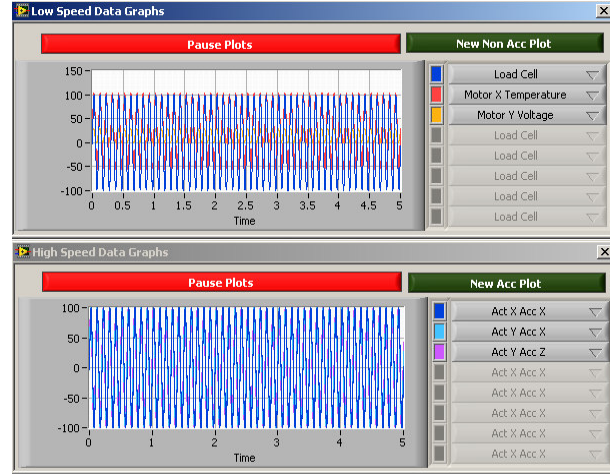 Low Speed Data Graphs
Pause Plots
New Non Acc Plot
150
100
50
0
-50
-100
0 0.5 1 1.5 2 2.5 3 3.5 4 4.5 5
Time
Load Cell
Motor X Temperature
Motor Y Voltage
Load Cell
Load Cell
Load Cell
Load Cell
Load Cell
High Speed Data Graphs
Pause Plots
New Acc Plot
100
50
0
-50
-100
0 1 2 3 4 5
Time
Act X Acc X
Act Y Acc X
Act Y Acc Z
Act X Acc X
Act X Acc X
Act X Acc X
Act X Acc X
Act X Acc X